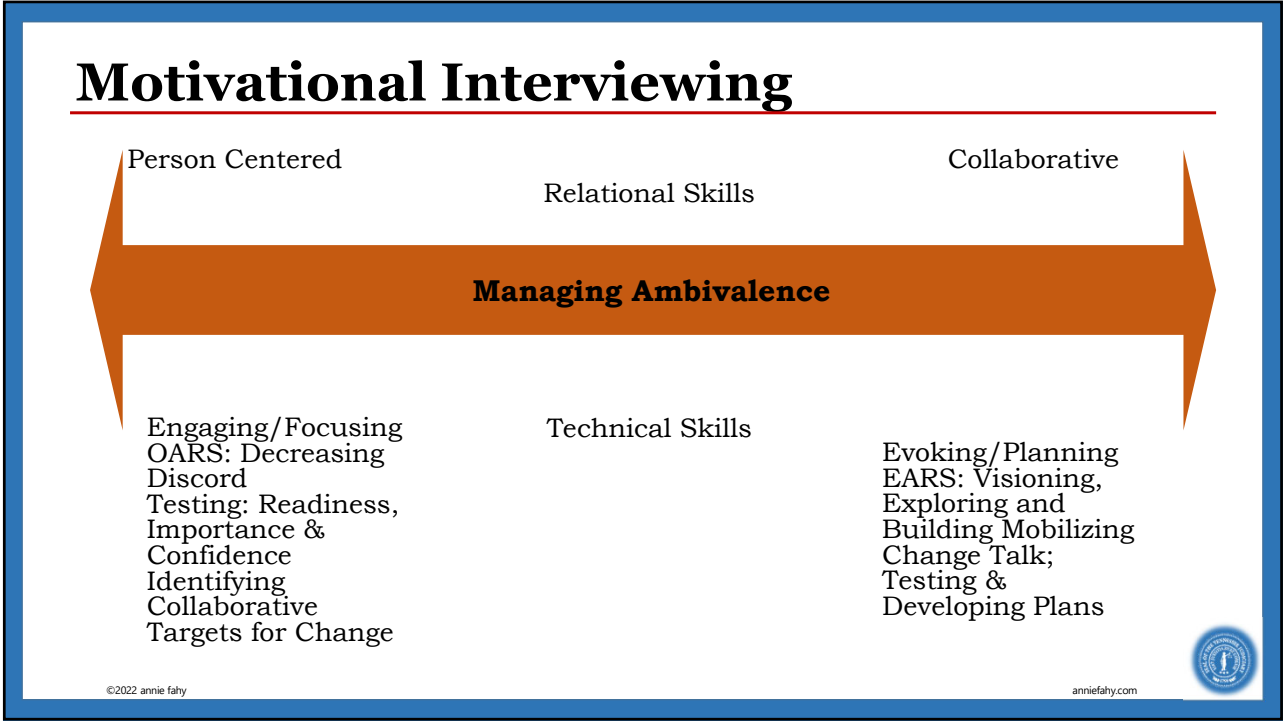 Motivational Interviewing
Person Centered
Collaborative
Relational Skills
Managing Ambivalence
Engaging/Focusing
OARS: Decreasing
Discord
Testing: Readiness,
Importance &
Confidence
Identifying
Collaborative
Targets for Change
Technical Skills
Evoking/Planning
EARS: Visioning,
Exploring and
Building Mobilizing
Change Talk;
Testing &
Developing Plans
©2022 annie fahy
anniefahy.com